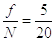 f/N = 5/20